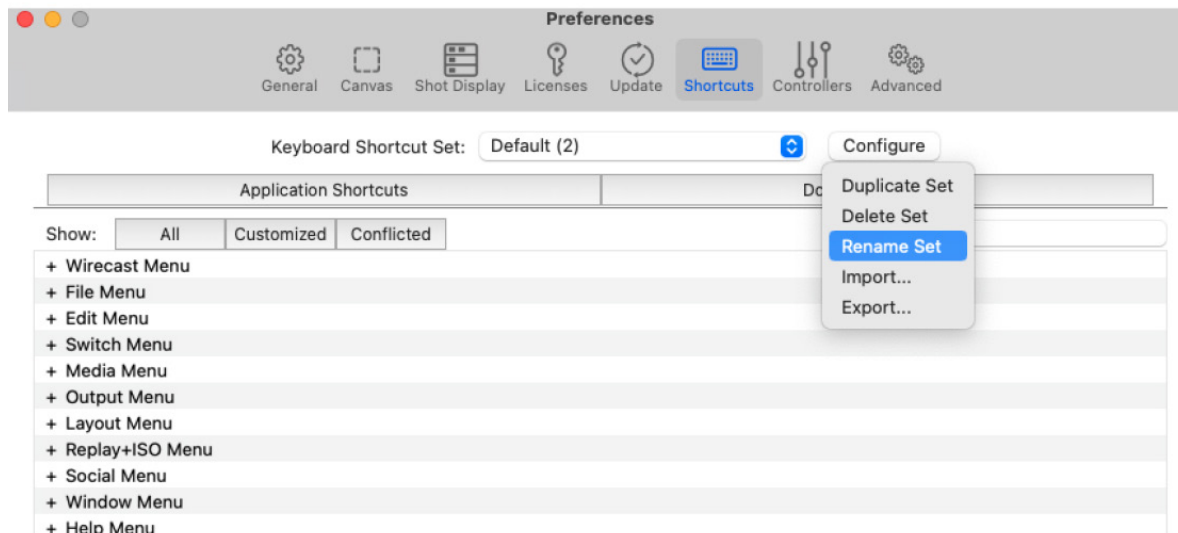 Preferences
General Canvas Shot Display Licenses Update Shortcuts Controllers Advanced
Keyboard Shortcut Set: Default (2) Configure
Application Shortcuts
Duplicate Set
Delete Set
Rename Set
Import...
Export...
Show: All Customized Conflicted
+ Wirecast Menu
+ File Menu
+ Edit Menu
+ Switch Menu
+ Media Menu
+ Output Menu
+ Layout Menu
+ Replay+ISO Menu
+ Social Menu
+ Window Menu
+ Help Menu